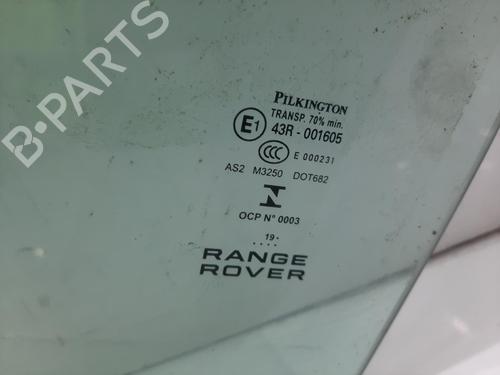 B-PARTS
PILKINGTON
TRANSP. 70% min.
E1 43R - 001605
CCC E 000231
AS2 M3250 DOT682
N
OCP N° 0003
19·
····
RANGE
ROVER